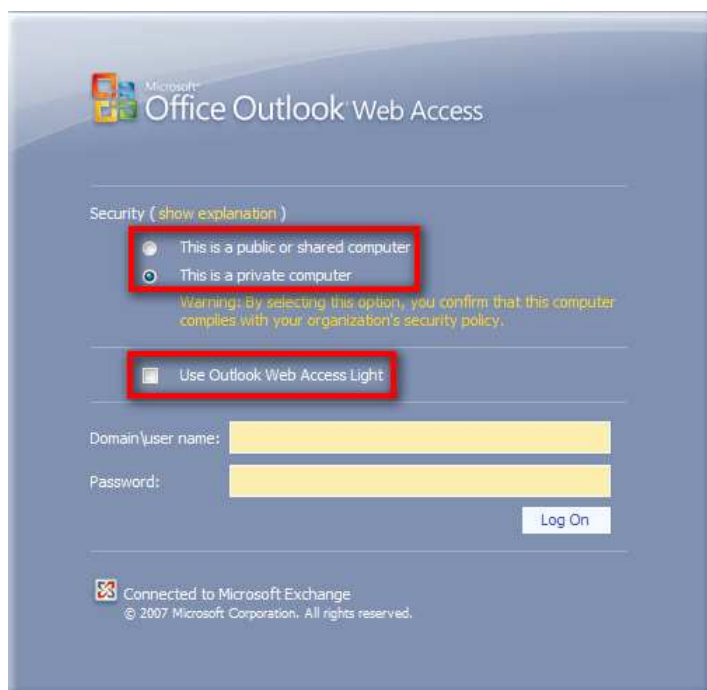 Microsoft®
Office Outlook® Web Access
Security ( show explanation )
This is a public or shared computer
This is a private computer
Warning: By selecting this option, you confirm that this computer
complies with your organization's security policy.
Use Outlook Web Access Light
Domain\user name:
Password:
Log On
Connected to Microsoft Exchange
© 2007 Microsoft Corporation. All rights reserved.